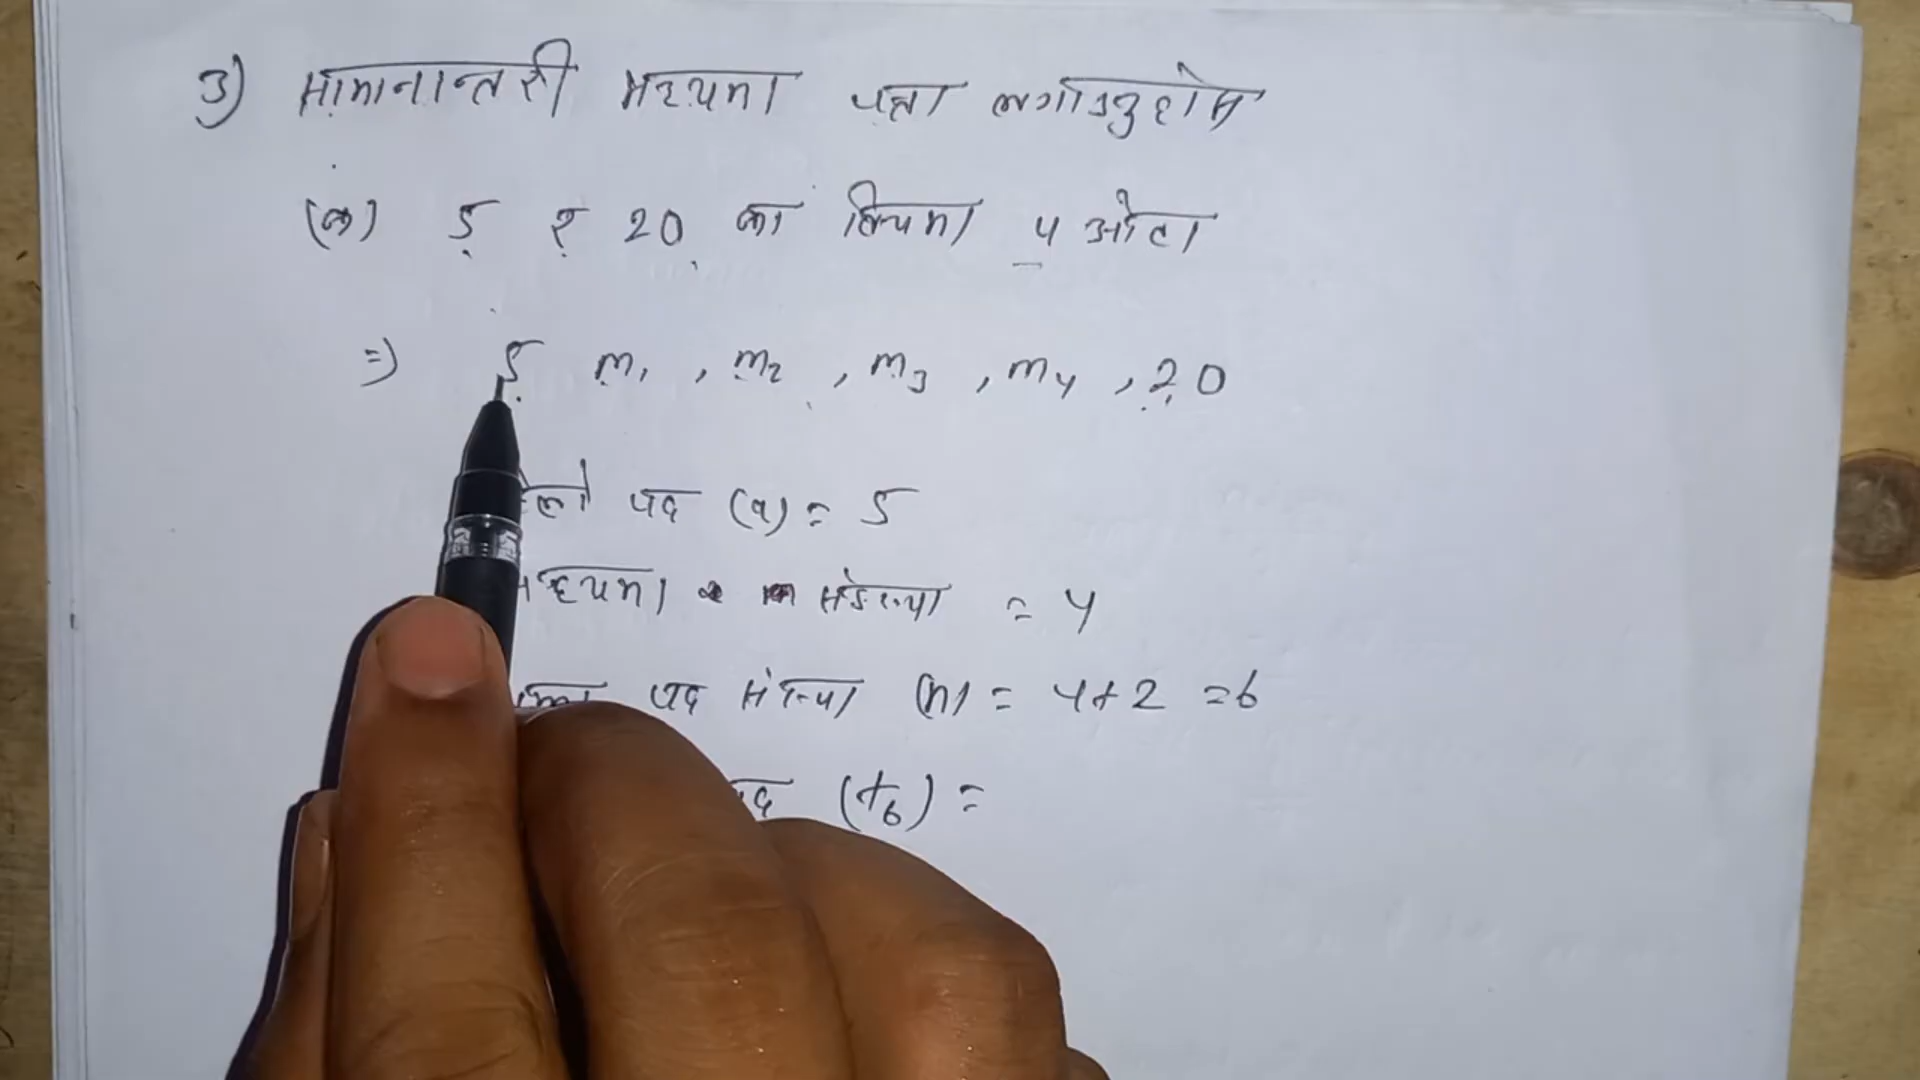 3) सामानान्तरी मध्यमा पत्ता लगाउनुहोस
(क) 5 र 20 का बिचमा 4 ओटा
=) 5 m1 , m2 , m3 , m4 , 20
पद (a) = 5
मध्यमा संख्या = 4
पद संख्या (n) = 4+2 =6
पद (t6) =